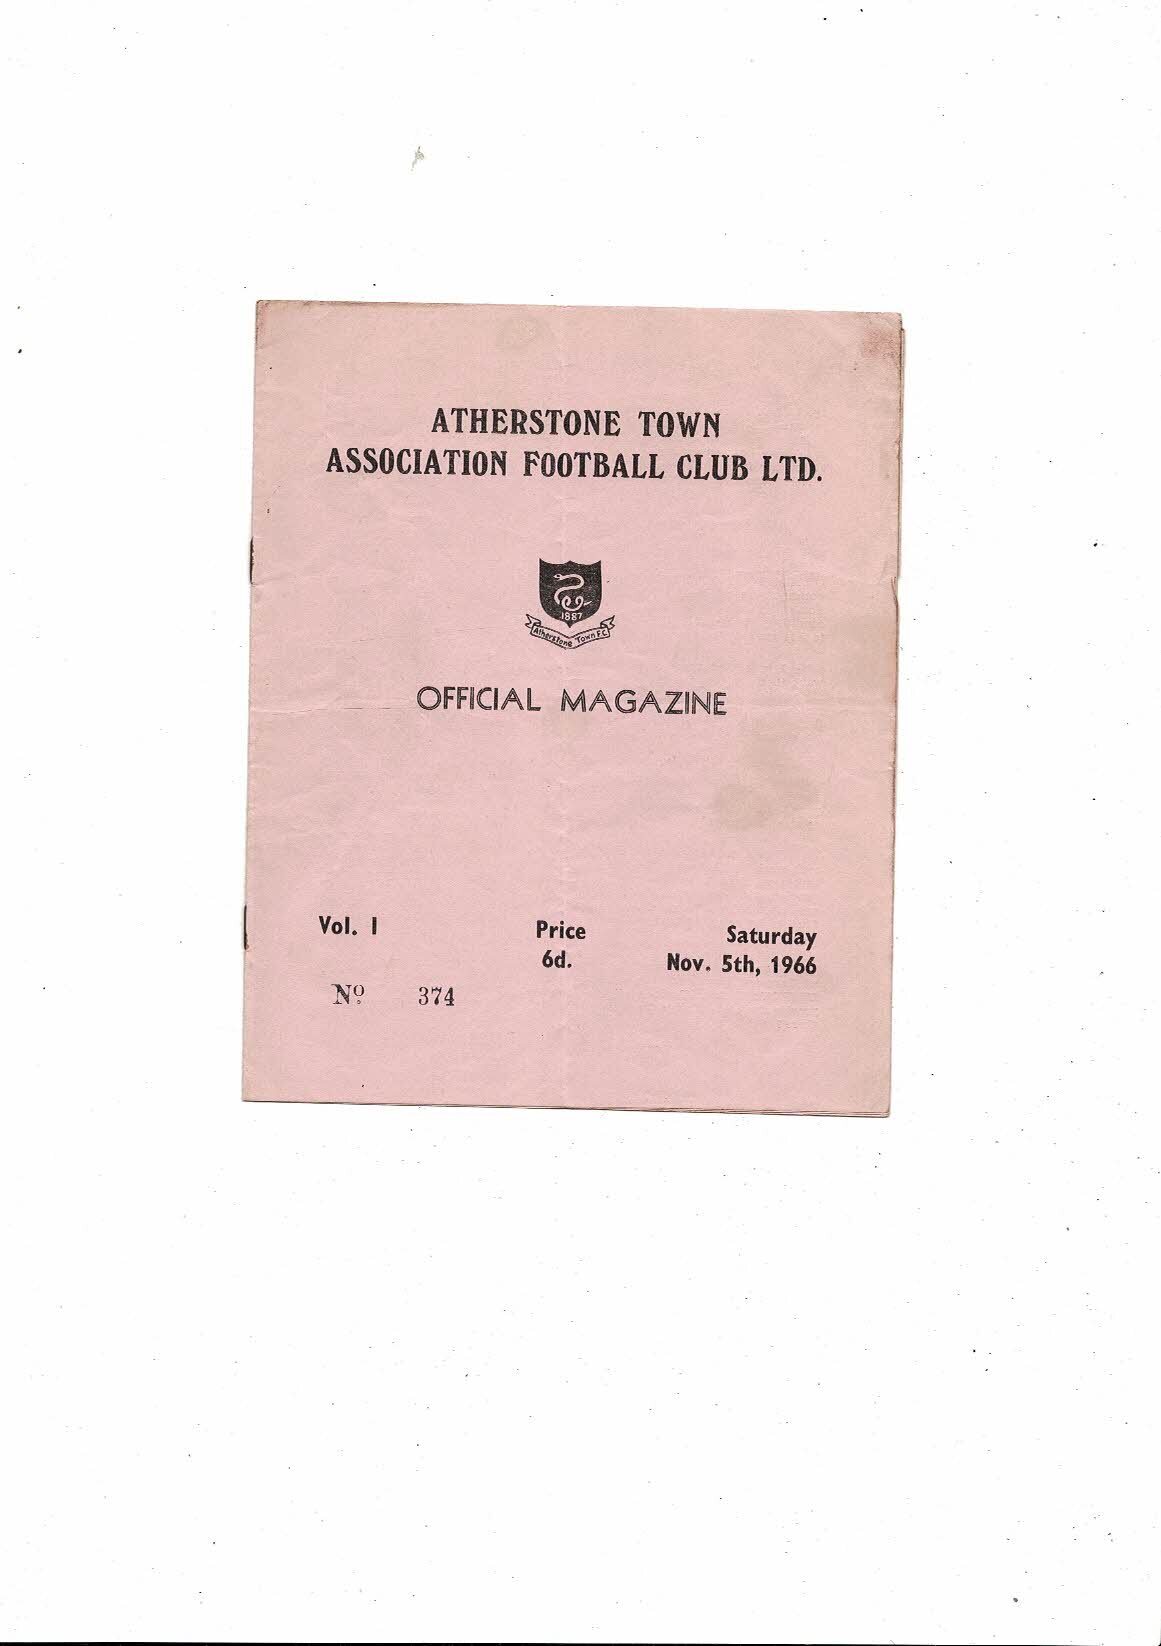 ATHERSTONE TOWN
ASSOCIATION FOOTBALL CLUB LTD.
1887
Atherstone Town F.C.
OFFICIAL MAGAZINE
Vol. 1 Price Saturday
6d. Nov. 5th, 1966
No. 374